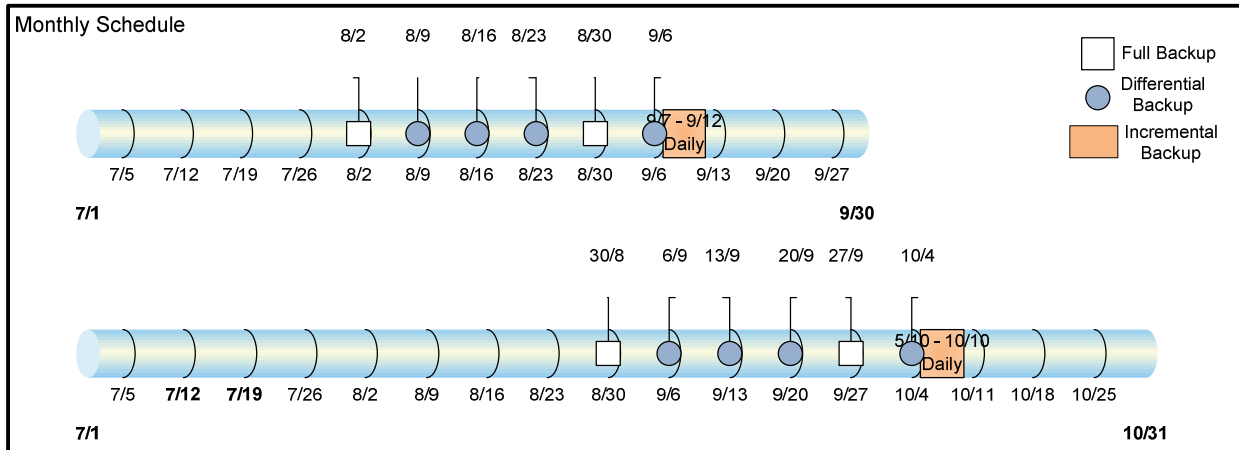 Monthly Schedule
8/2 8/9 8/16 8/23 8/30 9/6
Full Backup
Differential
Backup
Incremental
Backup
9/7 - 9/12
Daily
7/5 7/12 7/19 7/26 8/2 8/9 8/16 8/23 8/30 9/6 9/13 9/20 9/27
7/1 9/30
30/8 6/9 13/9 20/9 27/9 10/4
5/10 - 10/10
Daily
7/5 7/12 7/19 7/26 8/2 8/9 8/16 8/23 8/30 9/6 9/13 9/20 9/27 10/4 10/11 10/18 10/25
7/1 10/31